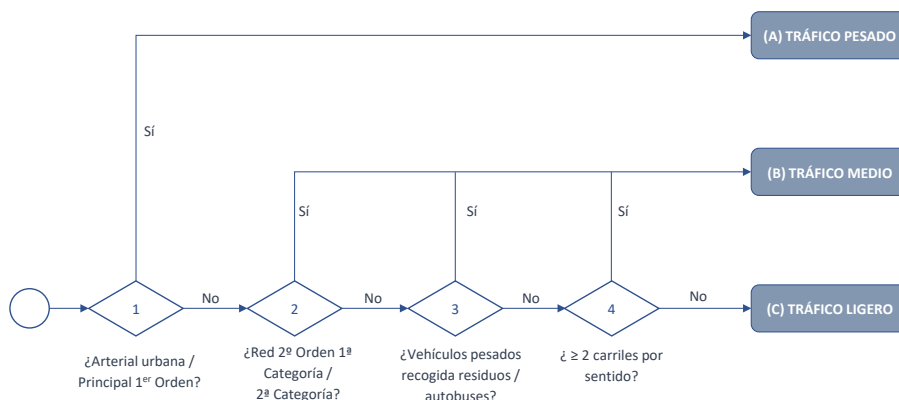 (A) TRÁFICO PESADO
Sí
(B) TRÁFICO MEDIO
Sí
Sí
Sí
1
No
2
No
3
No
4
No
(C) TRÁFICO LIGERO
¿Arterial urbana /
Principal 1er Orden?
¿Red 2º Orden 1ª
Categoría /
2ª Categoría?
¿Vehículos pesados
recogida residuos /
autobuses?
¿ ≥ 2 carriles por
sentido?